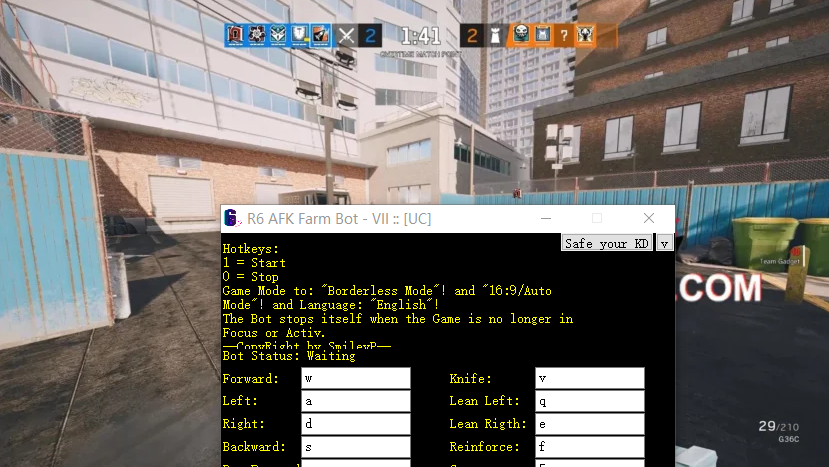 2
1:41
2
OVERTIME MATCH POINT
?
R6 AFK Farm Bot - VII :: [UC]
Safe your KD
v
Hotkeys:
1 = Start
0 = Stop
Game Mode to: "Borderless Mode"! and "16:9/Auto
Mode"! and Language: "English"!
The Bot stops itself when the Game is no longer in
Focus or Activ.
--CopyRight by SmileyP--
Bot Status: Waiting
Forward: w
Knife: v
Left: a
Lean Left: q
Right: d
Lean Rigth: e
Backward: s
Reinforce: f
Team Gadget
.COM
29/210
G36C